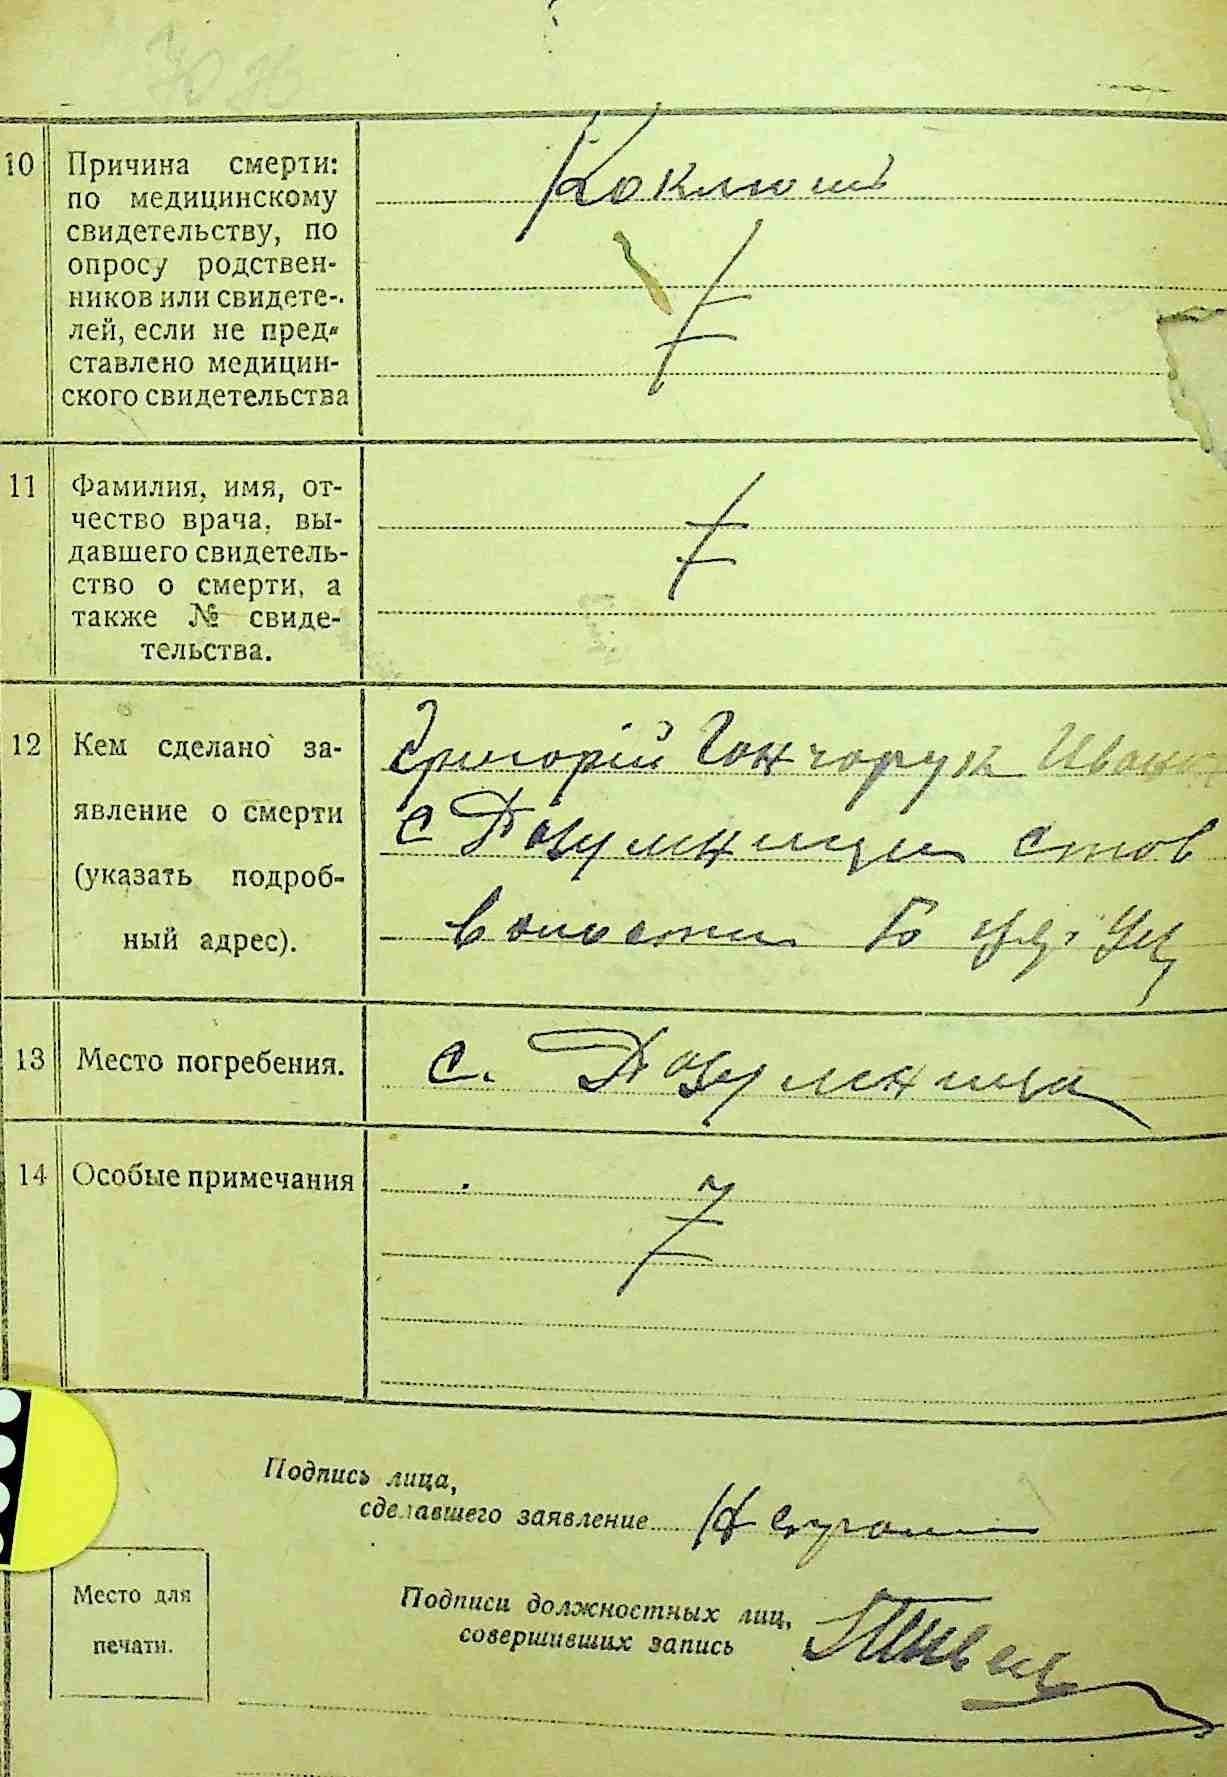 10
Причина смерти:
по медицинскому
свидетельству, по
опросу родствен-
ников или свидете-
лей, если не пред-
ставлено медицин-
ского свидетельства
Коклюшъ
11
Фамилия, имя, от-
чество врача, вы-
давшего свидетель-
ство о смерти, а
также № свиде-
тельства.
12
Кем сделано за-
явление о смерти
(указать подроб-
ный адрес).
Григорій Гончарук Иванов
с
волости
13
Место погребения.
с.
14
Особые примечания
Подпись лица,
сделавшего заявление
Подписи должностных лиц,
совершивших запись
Место для
печати.